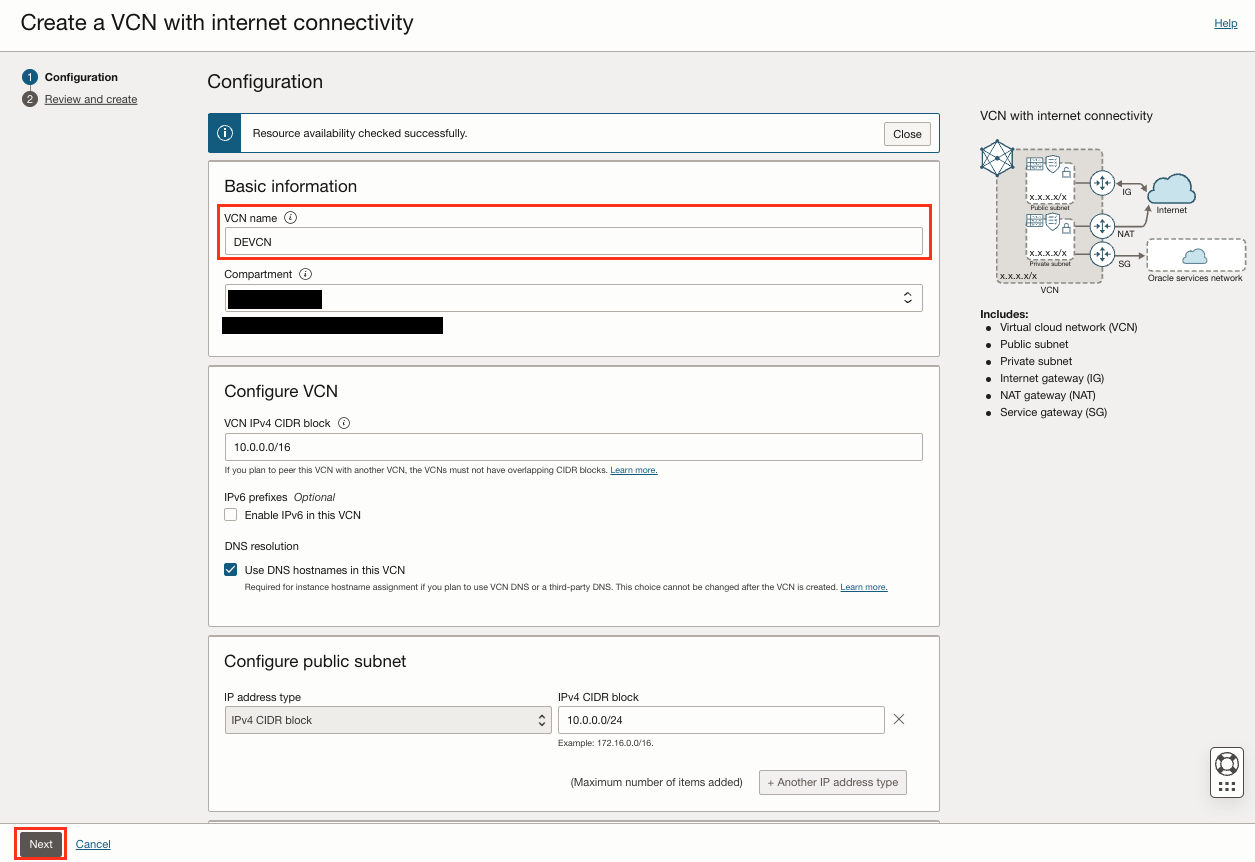 Create a VCN with internet connectivity
Help
1 Configuration
2 Review and create
Configuration
Resource availability checked successfully.
Close
Basic information
VCN name
DEVCN
Compartment
Configure VCN
VCN IPv4 CIDR block
10.0.0.0/16
If you plan to peer this VCN with another VCN, the VCNs must not have overlapping CIDR blocks. Learn more.
IPv6 prefixes Optional
Enable IPv6 in this VCN
DNS resolution
Use DNS hostnames in this VCN
Required for instance hostname assignment if you plan to use VCN DNS or a third-party DNS. This choice cannot be changed after the VCN is created. Learn more.
Configure public subnet
IP address type
IPv4 CIDR block
IPv4 CIDR block
10.0.0.0/24
Example: 172.16.0.0/16.
(Maximum number of items added)
+ Another IP address type
VCN with internet connectivity
x.x.x.x/x
Public subnet
IG
Internet
NAT
x.x.x.x/x
Private subnet
SG
x.x.x.x/x
Oracle services network
VCN
Includes:
Virtual cloud network (VCN)
Public subnet
Private subnet
Internet gateway (IG)
NAT gateway (NAT)
Service gateway (SG)
Next
Cancel